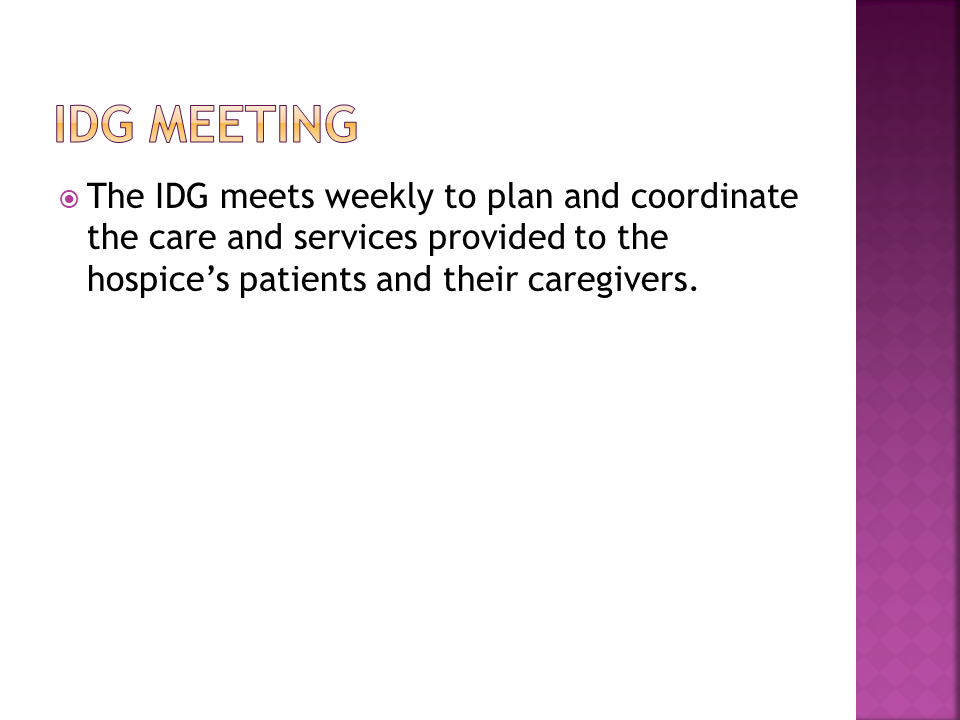 IDG MEETING
The IDG meets weekly to plan and coordinate
the care and services provided to the
hospice’s patients and their caregivers.